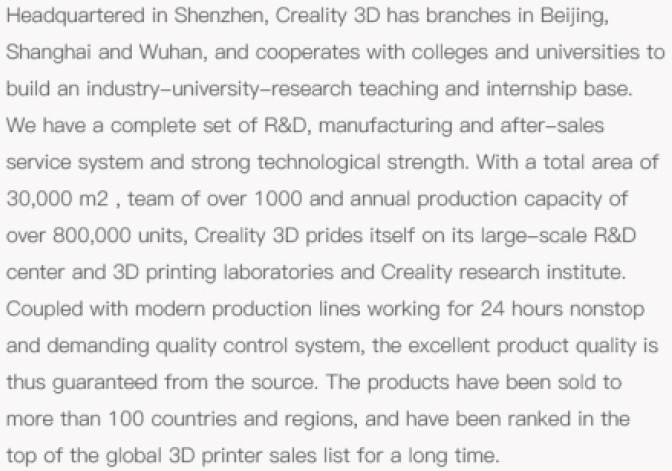 Headquartered in Shenzhen, Creality 3D has branches in Beijing,
Shanghai and Wuhan, and cooperates with colleges and universities to
build an industry–university–research teaching and internship base.
We have a complete set of R&D, manufacturing and after–sales
service system and strong technological strength. With a total area of
30,000 m2 , team of over 1000 and annual production capacity of
over 800,000 units, Creality 3D prides itself on its large–scale R&D
center and 3D printing laboratories and Creality research institute.
Coupled with modern production lines working for 24 hours nonstop
and demanding quality control system, the excellent product quality is
thus guaranteed from the source. The products have been sold to
more than 100 countries and regions, and have been ranked in the
top of the global 3D printer sales list for a long time.